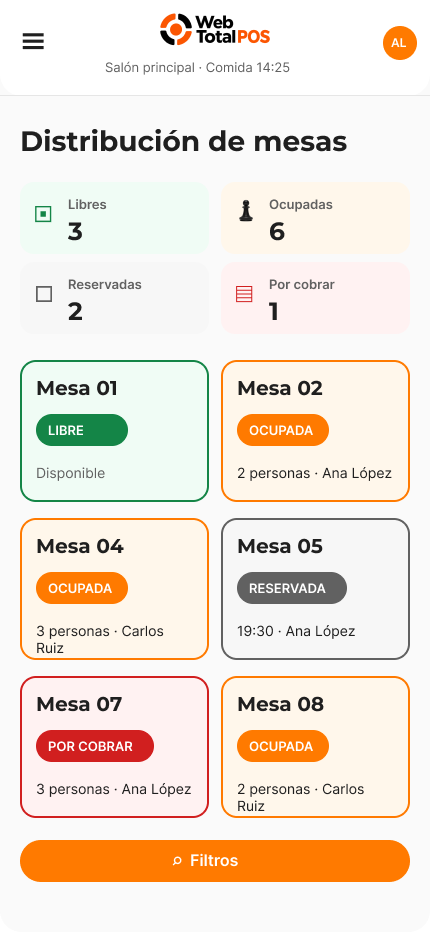 Web
TotalPOS
AL
Salón principal · Comida 14:25
Distribución de mesas
Libres
3
Ocupadas
6
Reservadas
2
Por cobrar
1
Mesa 01
LIBRE
Disponible
Mesa 02
OCUPADA
2 personas · Ana López
Mesa 04
OCUPADA
3 personas · Carlos
Ruiz
Mesa 05
RESERVADA
19:30 · Ana López
Mesa 07
POR COBRAR
3 personas · Ana López
Mesa 08
OCUPADA
2 personas · Carlos
Ruiz
Filtros